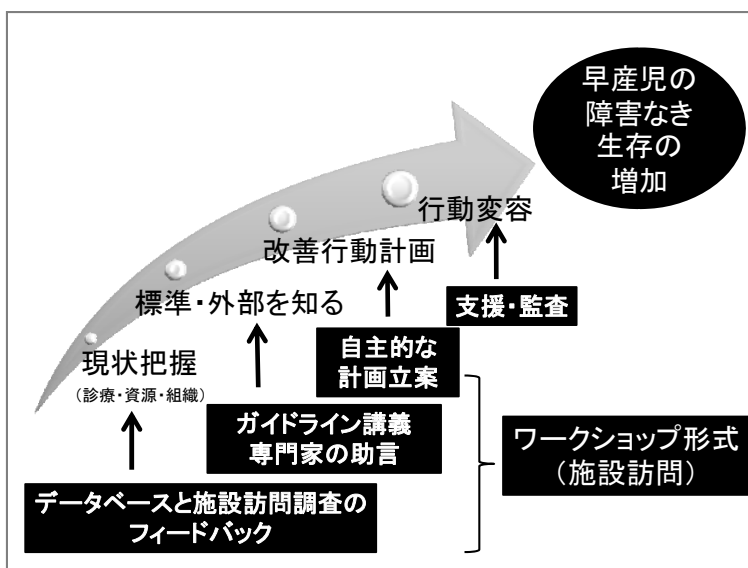 早産児の
障害なき
生存の
増加
行動変容
改善行動計画
標準・外部を知る
現状把握
（診療・資源・組織）
支援・監査
自主的な
計画立案
ガイドライン講義
専門家の助言
データベースと施設訪問調査の
フィードバック
ワークショップ形式
（施設訪問）